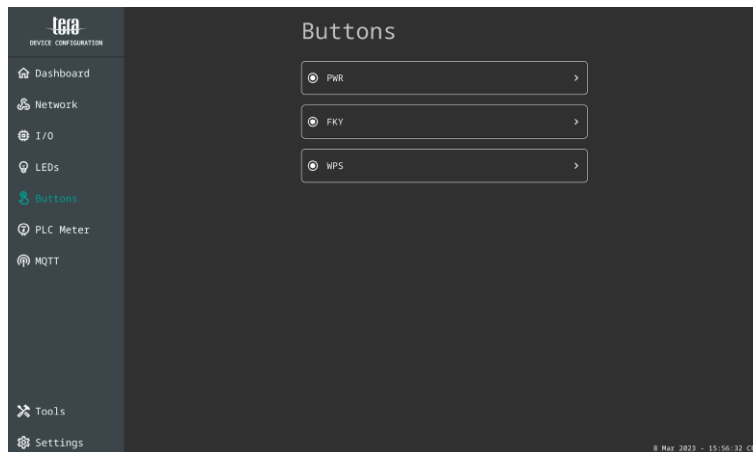 tera
DEVICE CONFIGURATION
Dashboard
Network
I/O
LEDs
Buttons
PLC Meter
MQTT
Tools
Settings
Buttons
PWR
FKY
WPS
8 Mar 2023 - 15:56:32